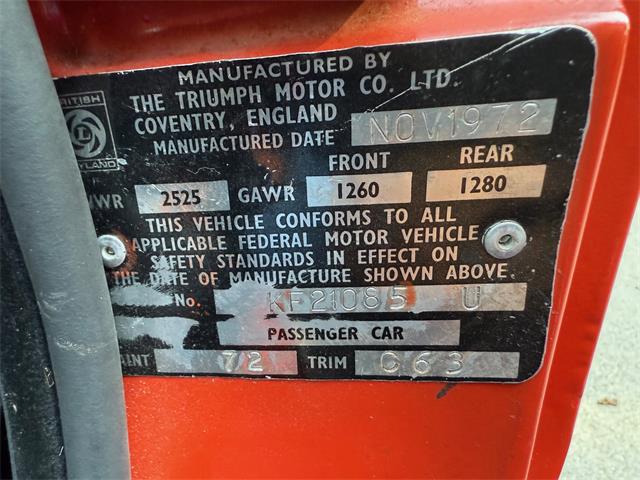 MANUFACTURED BY
THE TRIUMPH MOTOR CO. LTD.
COVENTRY, ENGLAND
MANUFACTURED DATE NOV1972
FRONT REAR
2525 GAWR 1260 1280
THIS VEHICLE CONFORMS TO ALL
APPLICABLE FEDERAL MOTOR VEHICLE
SAFETY STANDARDS IN EFFECT ON
THE DATE OF MANUFACTURE SHOWN ABOVE.
No. KF21085 U
PASSENGER CAR
72 TRIM C63